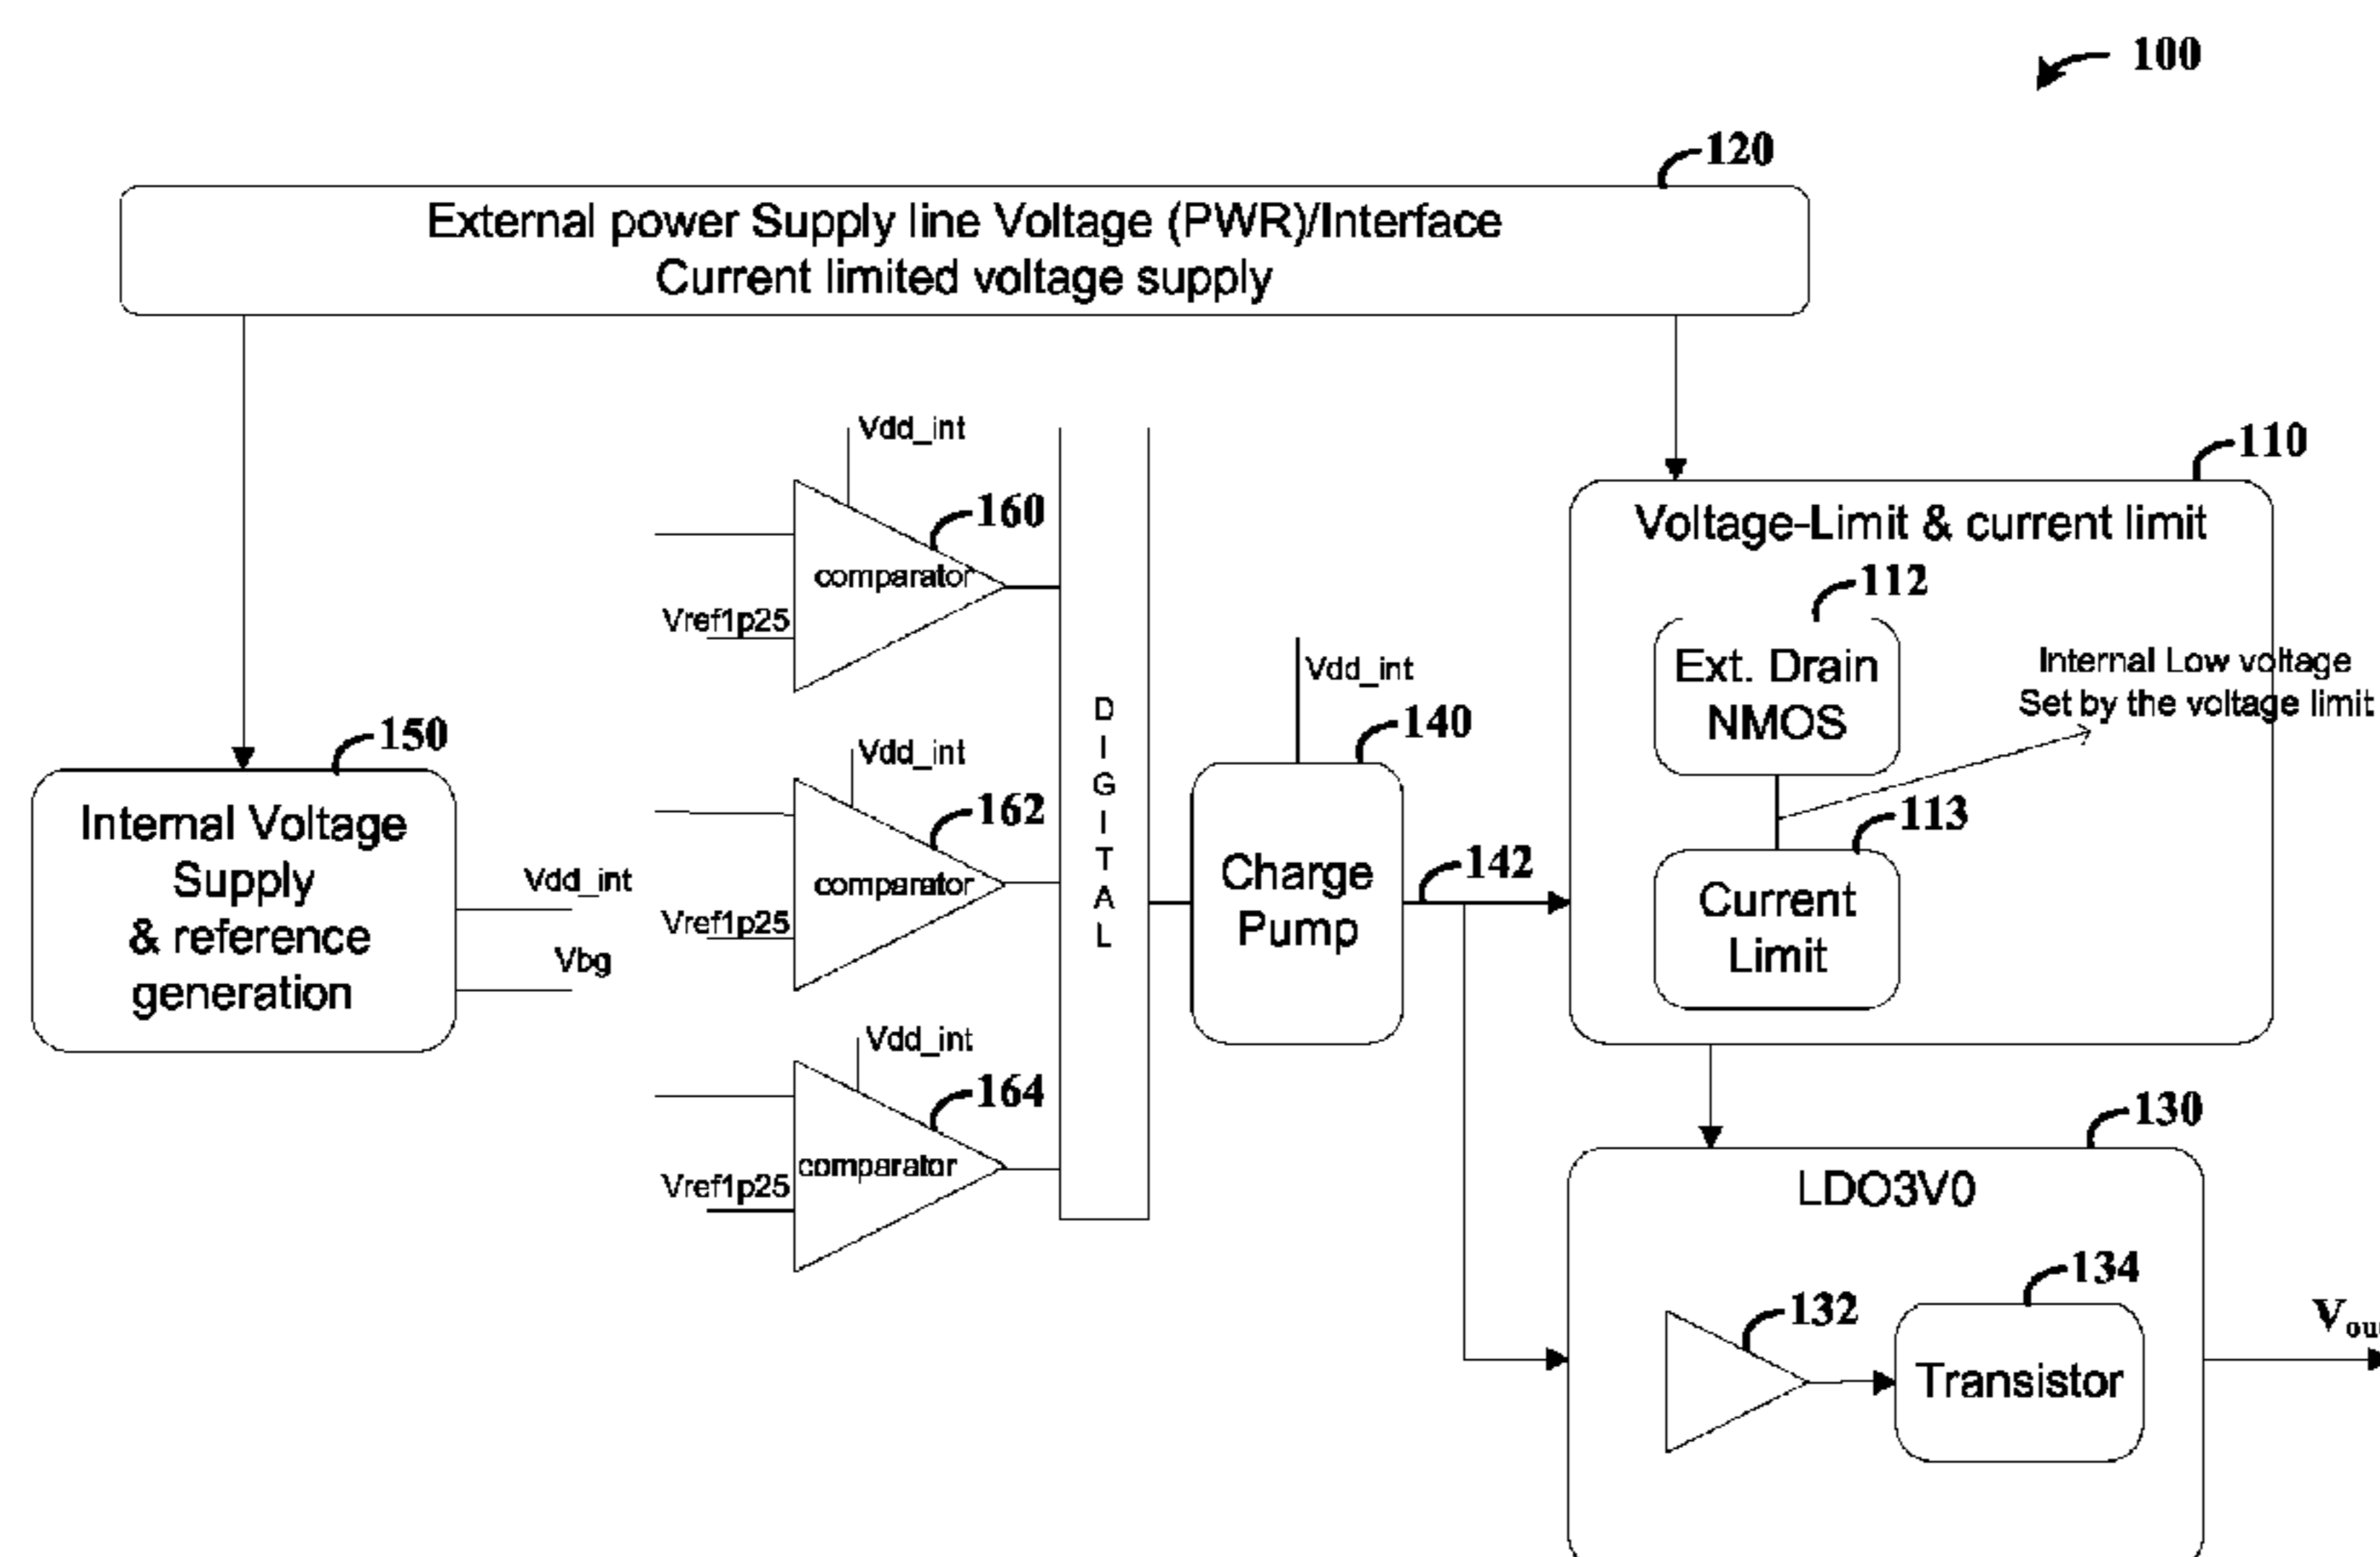 100
120
External power Supply line Voltage (PWR)/Interface
Current limited voltage supply
110
Vdd_int
160
comparator
Vref1p25
Voltage-Limit & current limit
112
Ext. Drain
NMOS
Internal Low voltage
Set by the voltage limit
113
Current
Limit
Vdd_int
140
Charge
Pump
142
DIGITAL
150
Internal Voltage
Supply
& reference
generation
Vdd_int
Vbg
Vdd_int
162
comparator
Vref1p25
Vdd_int
164
comparator
Vref1p25
130
LDO3V0
132
134
Transistor